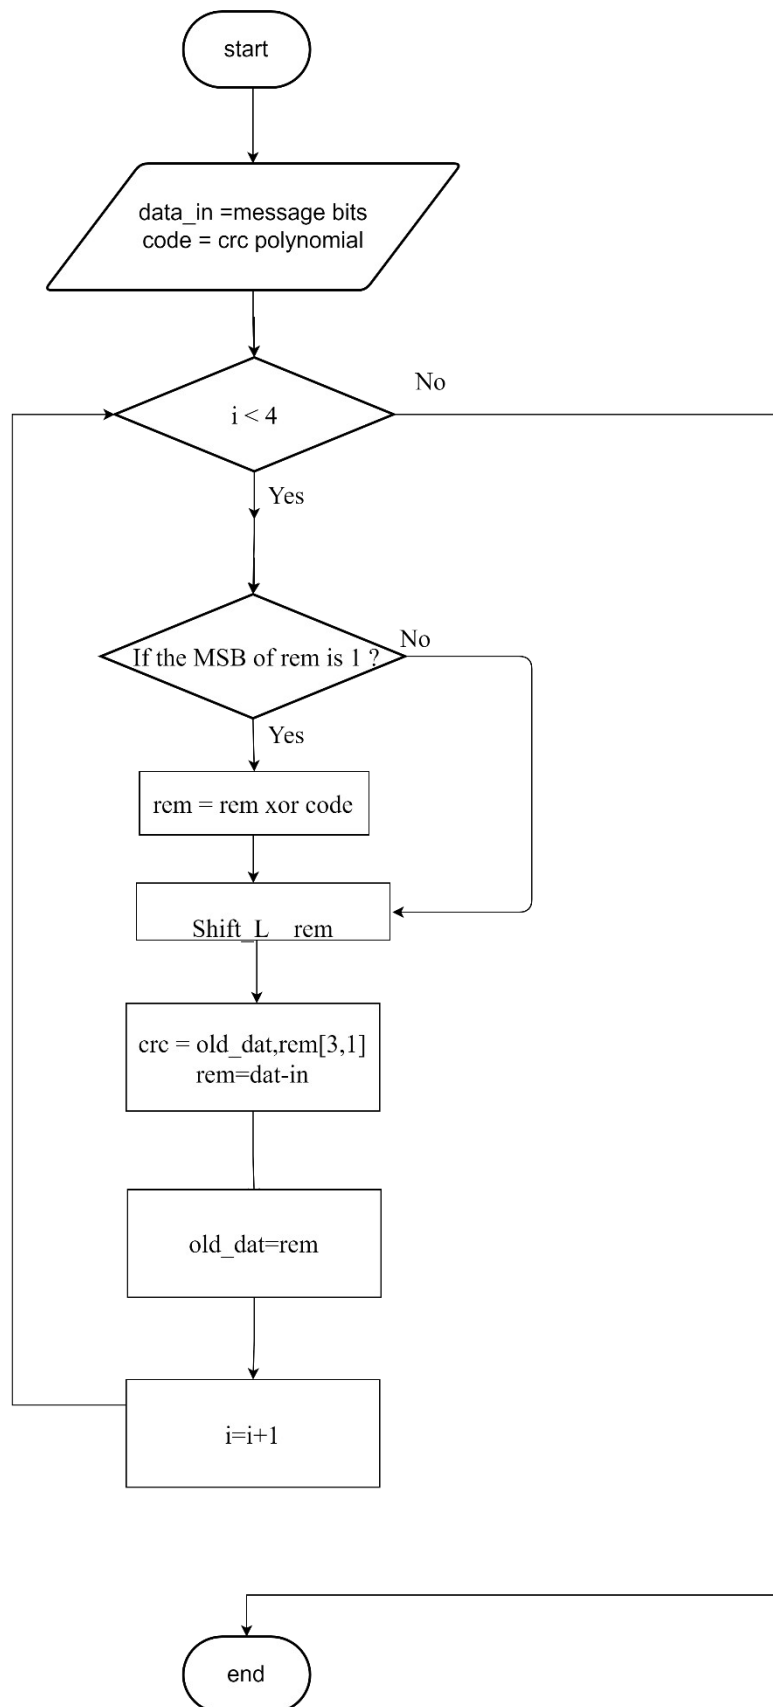 start
data_in =message bits
code = crc polynomial
i < 4
No
Yes
If the MSB of rem is 1 ?
No
Yes
rem = rem xor code
Shift_L rem
crc = old_dat,rem[3,1]
rem=dat-in
old_dat=rem
i=i+1
end